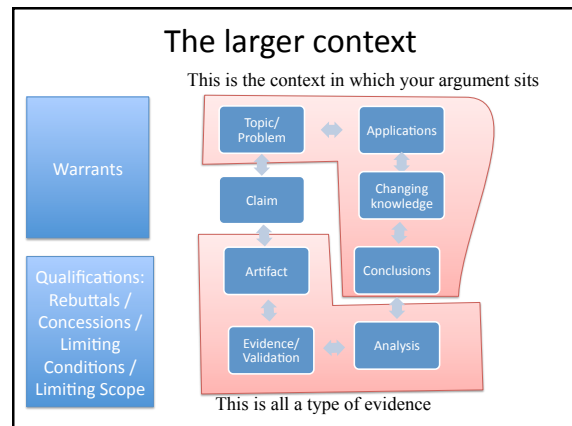 The larger context
This is the context in which your argument sits
Warrants
Qualifications:
Rebuttals /
Concessions /
Limiting
Conditions /
Limiting Scope
Topic/
Problem
Applications
Claim
Changing
knowledge
Artifact
Conclusions
Evidence/
Validation
Analysis
This is all a type of evidence